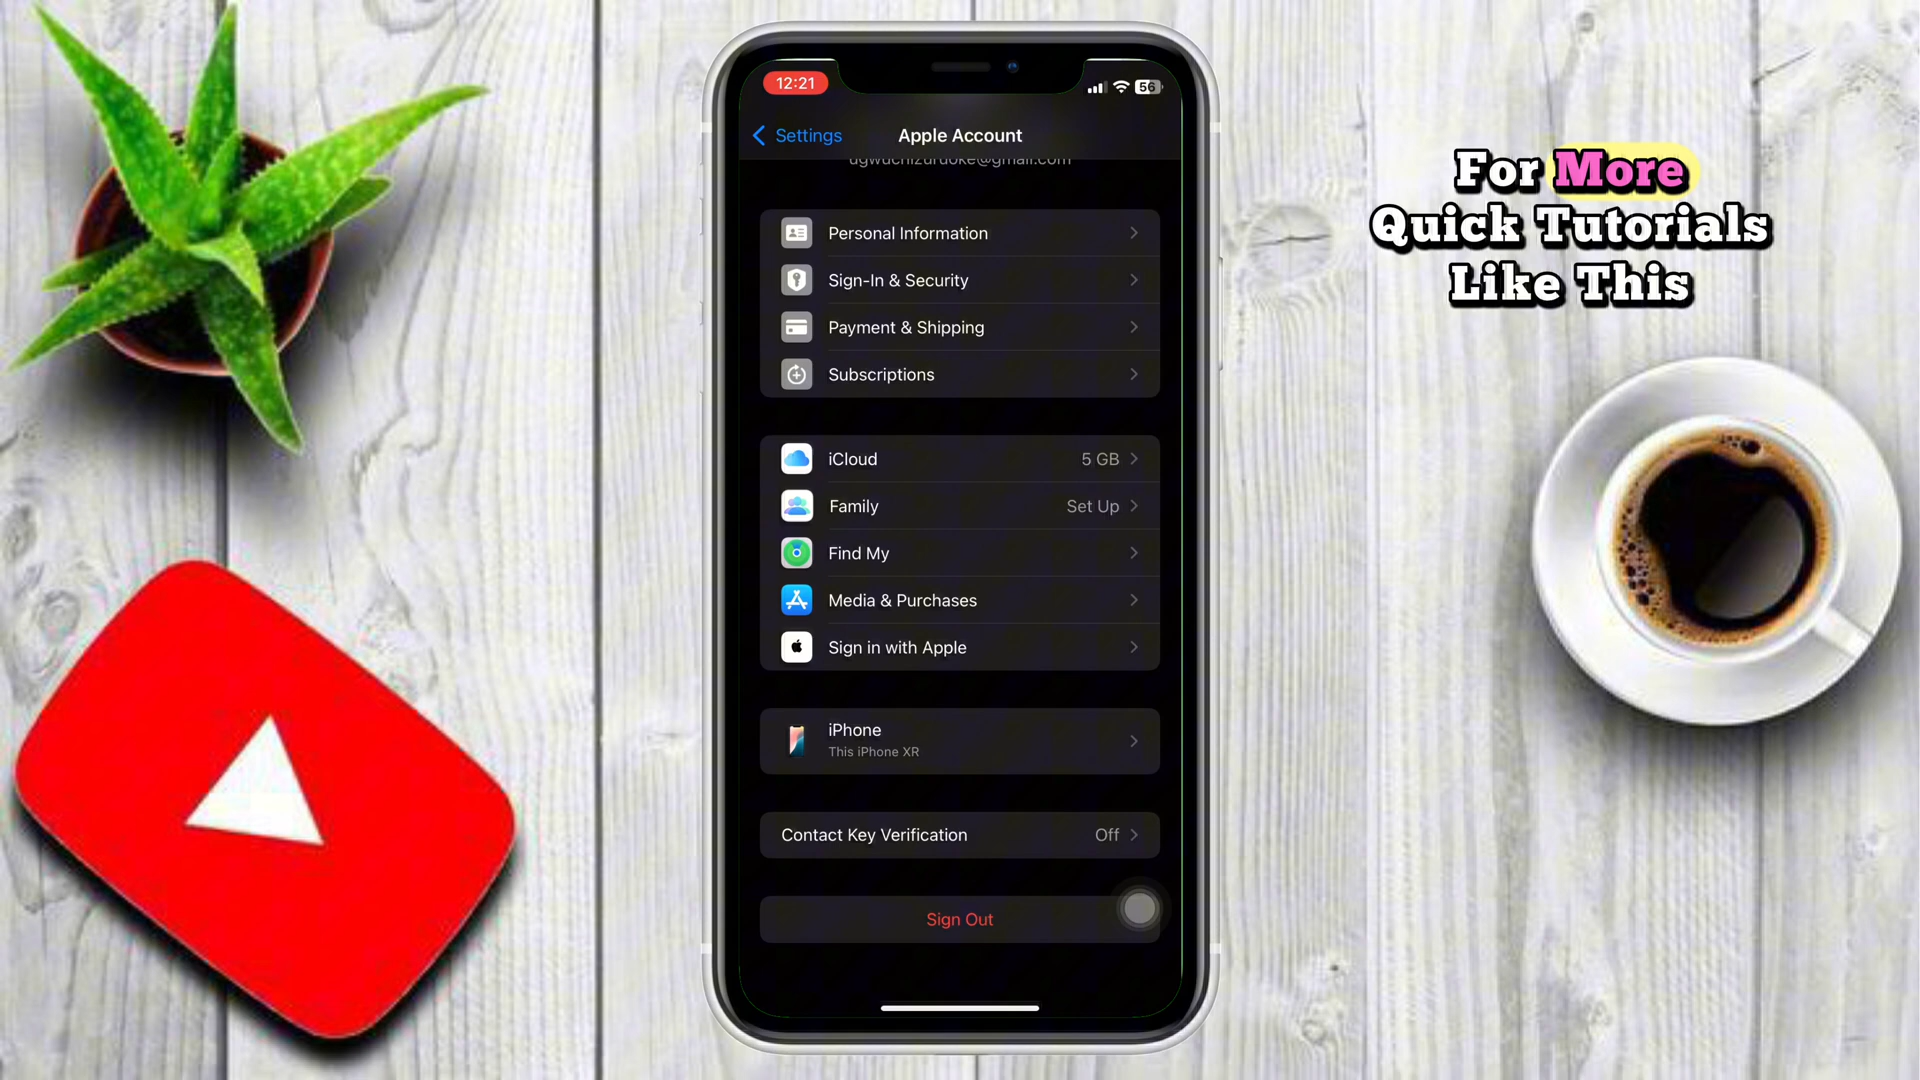 12:21
56
Settings
Apple Account
Personal Information
Sign-In & Security
Payment & Shipping
Subscriptions
iCloud
5 GB
Family
Set Up
Find My
Media & Purchases
Sign in with Apple
iPhone
This iPhone XR
Contact Key Verification
Off
Sign Out
For More
Quick Tutorials
Like This